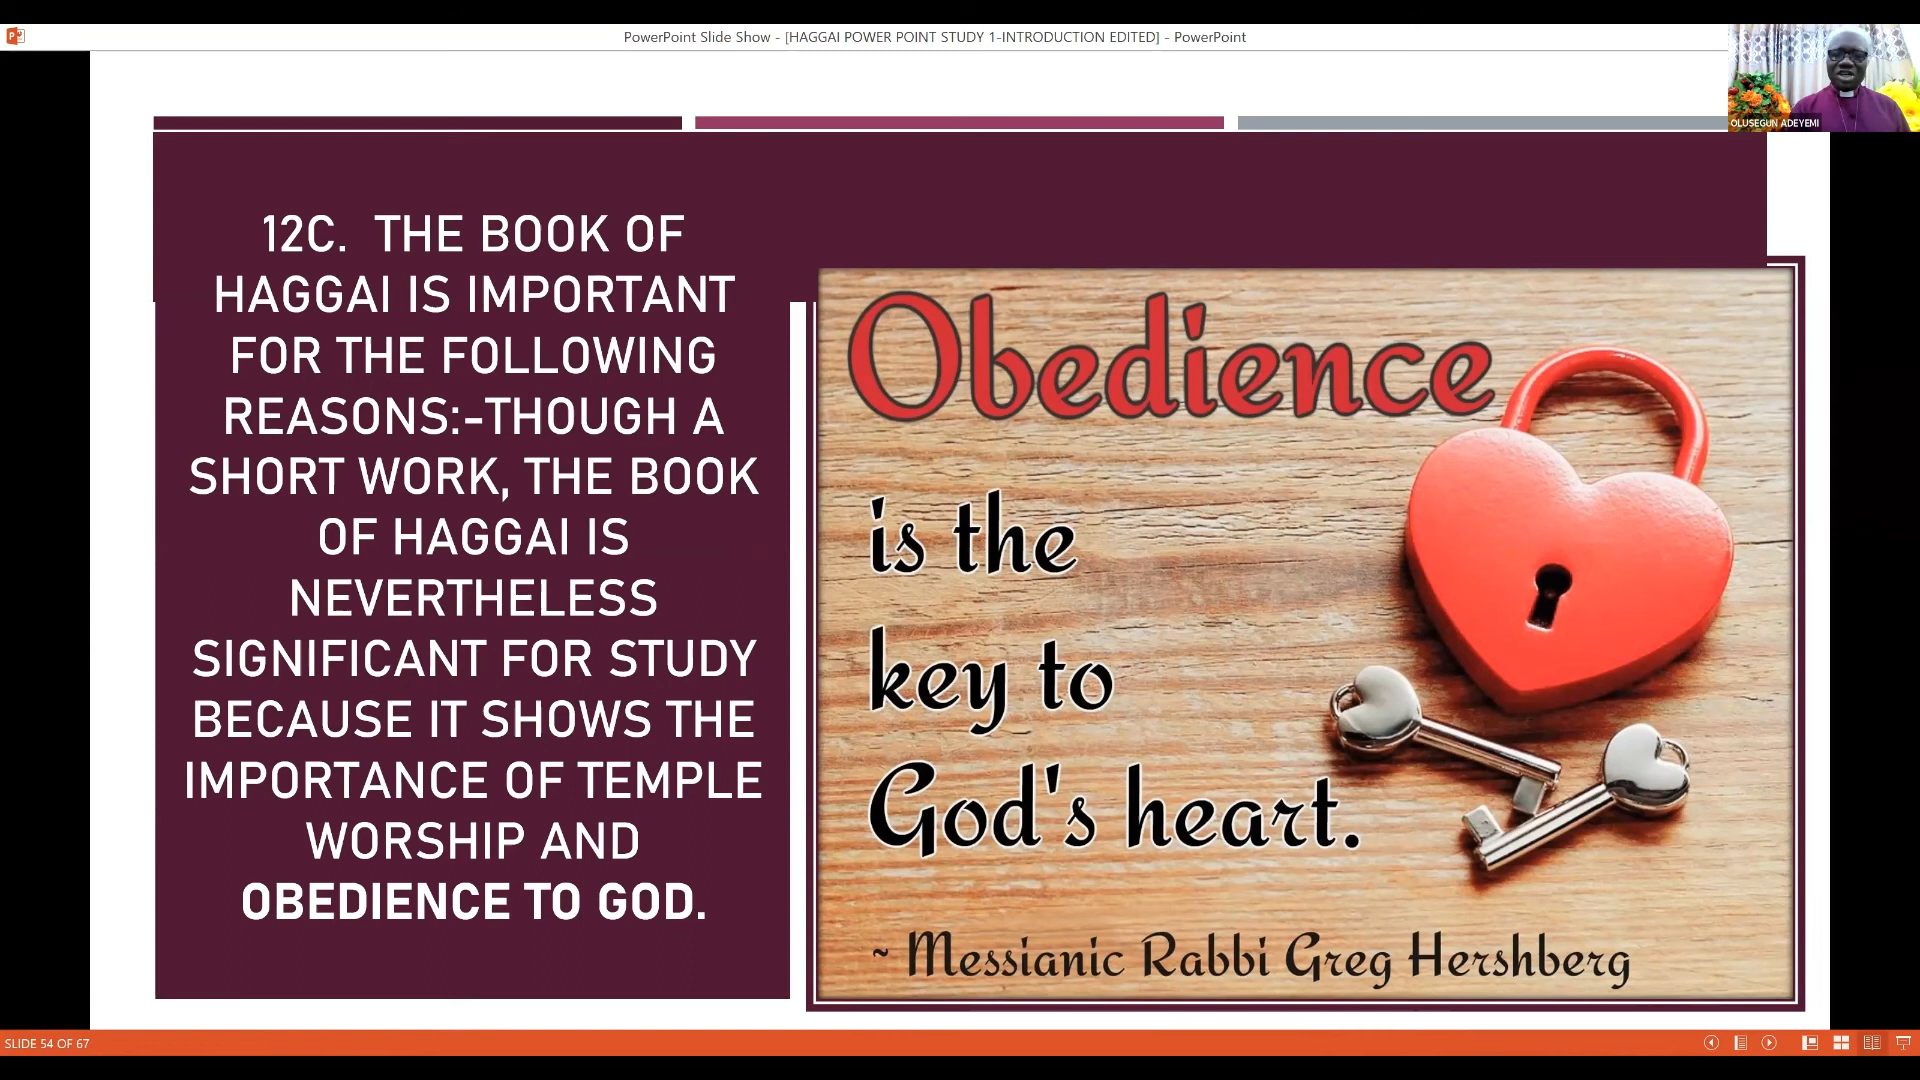 PowerPoint Slide Show - [HAGGAI POWER POINT STUDY 1-INTRODUCTION EDITED] - PowerPoint
OLUSEGUN ADEYEMI
12C. THE BOOK OF
HAGGAI IS IMPORTANT
FOR THE FOLLOWING
REASONS:-THOUGH A
SHORT WORK, THE BOOK
OF HAGGAI IS
NEVERTHELESS
SIGNIFICANT FOR STUDY
BECAUSE IT SHOWS THE
IMPORTANCE OF TEMPLE
WORSHIP AND
OBEDIENCE TO GOD.
Obedience
is the
key to
God's heart.
~ Messianic Rabbi Greg Hershberg
SLIDE 54 OF 67